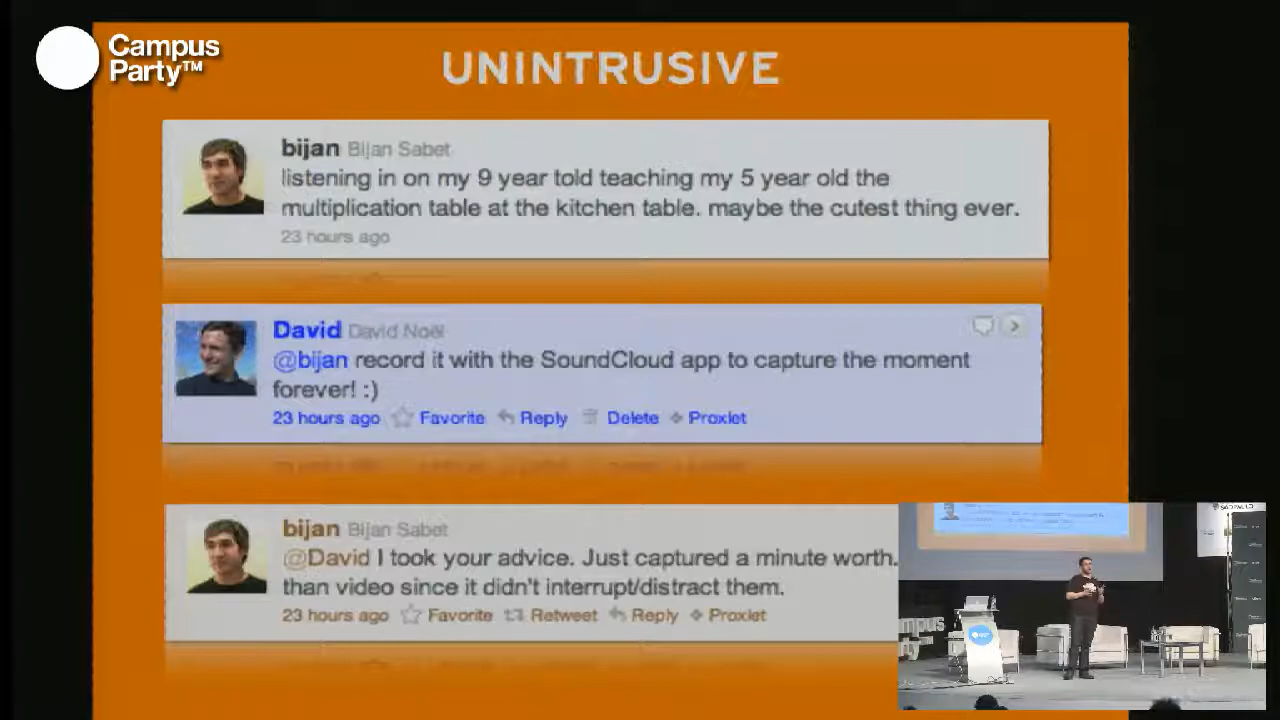 Campus
Party™
UNINTRUSIVE
bijan Bijan Sabet
listening in on my 9 year told teaching my 5 year old the
multiplication table at the kitchen table. maybe the cutest thing ever.
23 hours ago
David David Noël
@bijan record it with the SoundCloud app to capture the moment
forever! :)
23 hours ago Favorite Reply Delete Proxlet
bijan Bijan Sabet
@David I took your advice. Just captured a minute worth.
than video since it didn't interrupt/distract them.
23 hours ago Favorite Retweet Reply Proxlet
SÃO PAULO
ampus